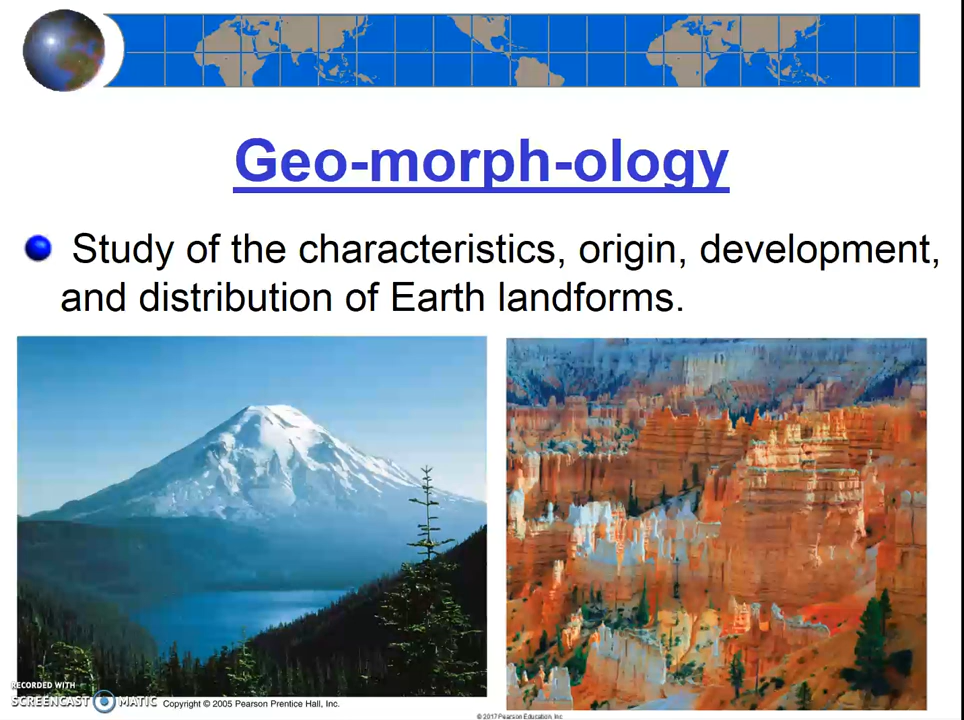 Geo-morph-ology
Study of the characteristics, origin, development,
and distribution of Earth landforms.
RECORDED WITH
SCREENCAST MATIC
Copyright © 2005 Pearson Prentice Hall, Inc.
© 2017 Pearson Education, Inc.